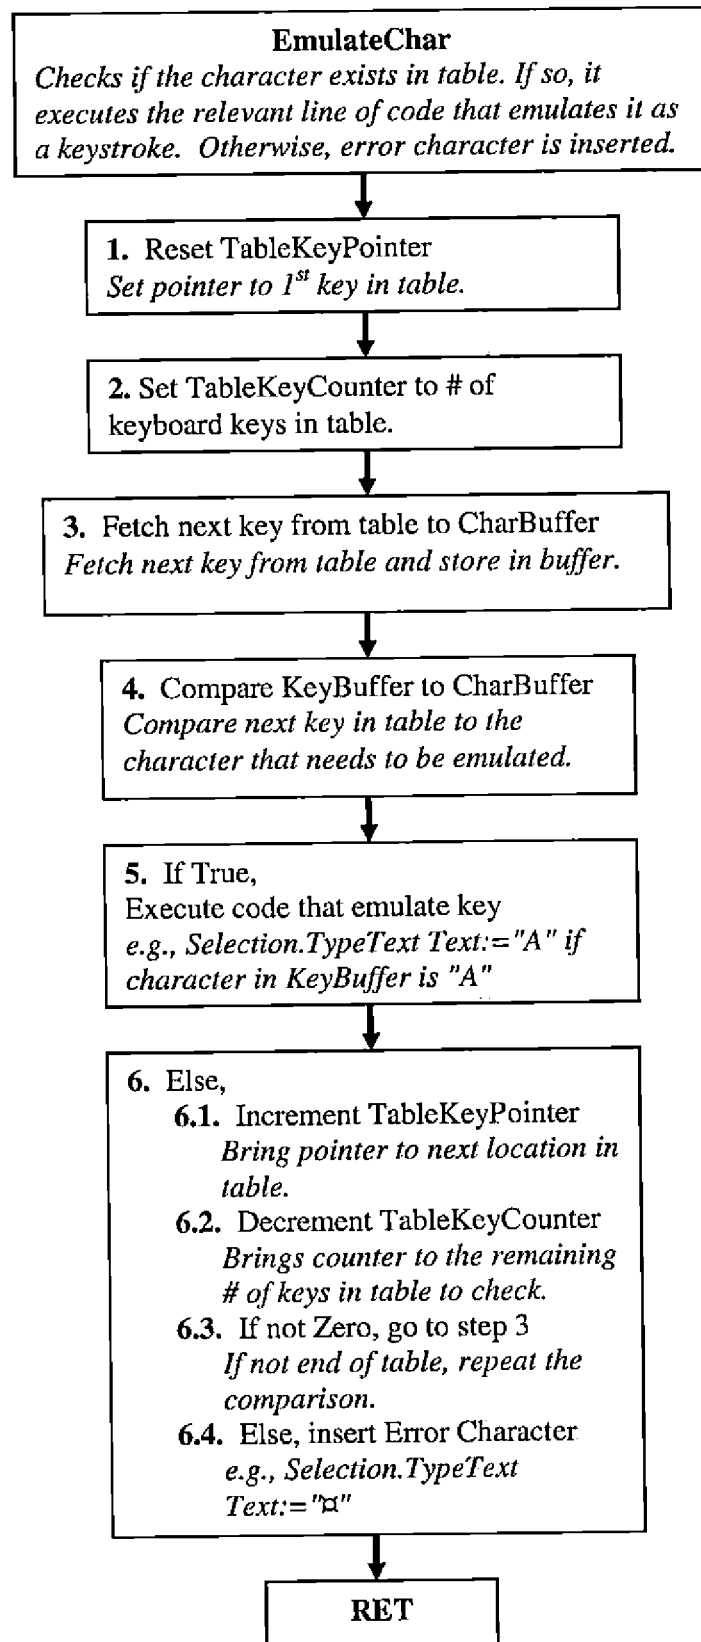 EmulateChar
Checks if the character exists in table. If so, it
executes the relevant line of code that emulates it as
a keystroke. Otherwise, error character is inserted.
1. Reset TableKeyPointer
Set pointer to 1st key in table.
2. Set TableKeyCounter to # of
keyboard keys in table.
3. Fetch next key from table to CharBuffer
Fetch next key from table and store in buffer.
4. Compare KeyBuffer to CharBuffer
Compare next key in table to the
character that needs to be emulated.
5. If True,
Execute code that emulate key
e.g., Selection.TypeText Text:="A" if
character in KeyBuffer is "A"
6. Else,
6.1. Increment TableKeyPointer
Bring pointer to next location in
table.
6.2. Decrement TableKeyCounter
Brings counter to the remaining
# of keys in table to check.
6.3. If not Zero, go to step 3
If not end of table, repeat the
comparison.
6.4. Else, insert Error Character
e.g., Selection.TypeText
Text:="¤"
RET